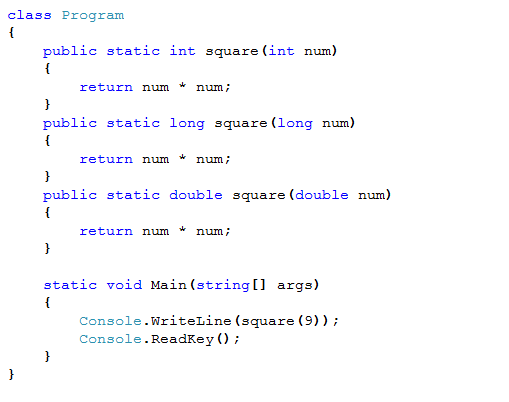 class Program
{
    public static int square(int num)
    {
        return num * num;
    }
    public static long square(long num)
    {
        return num * num;
    }
    public static double square(double num)
    {
        return num * num;
    }

    static void Main(string[] args)
    {
        Console.WriteLine(square(9));
        Console.ReadKey();
    }
}